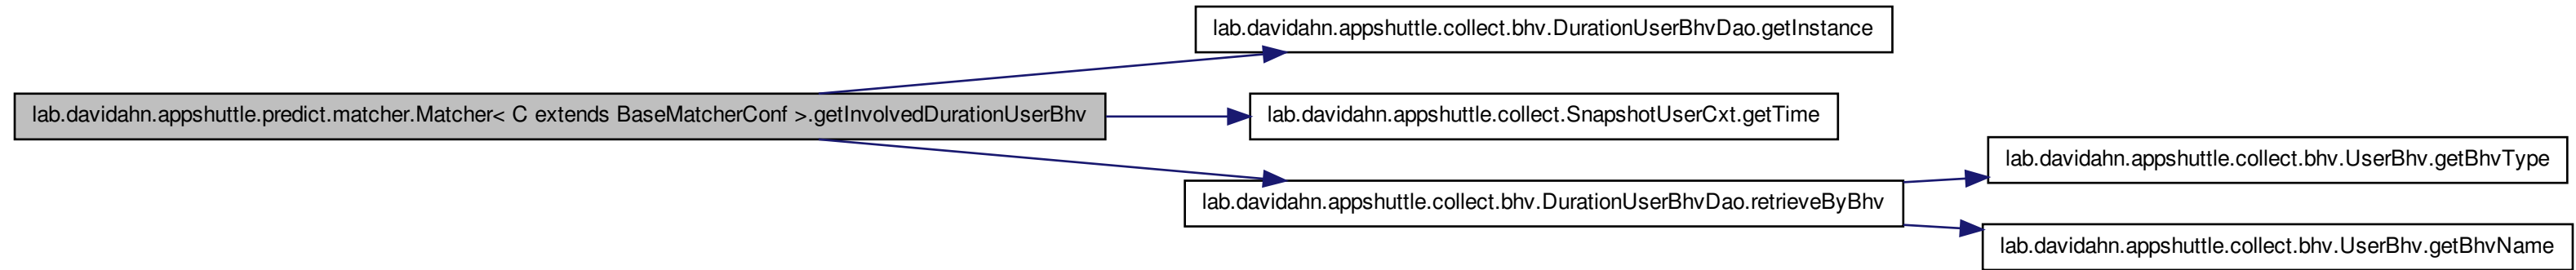 lab.davidahn.appshuttle.collect.bhv.DurationUserBhvDao.getInstance
lab.davidahn.appshuttle.predict.matcher.Matcher< C extends BaseMatcherConf >.getInvolvedDurationUserBhv
lab.davidahn.appshuttle.collect.SnapshotUserCxt.getTime
lab.davidahn.appshuttle.collect.bhv.DurationUserBhvDao.retrieveByBhv
lab.davidahn.appshuttle.collect.bhv.UserBhv.getBhvType
lab.davidahn.appshuttle.collect.bhv.UserBhv.getBhvName